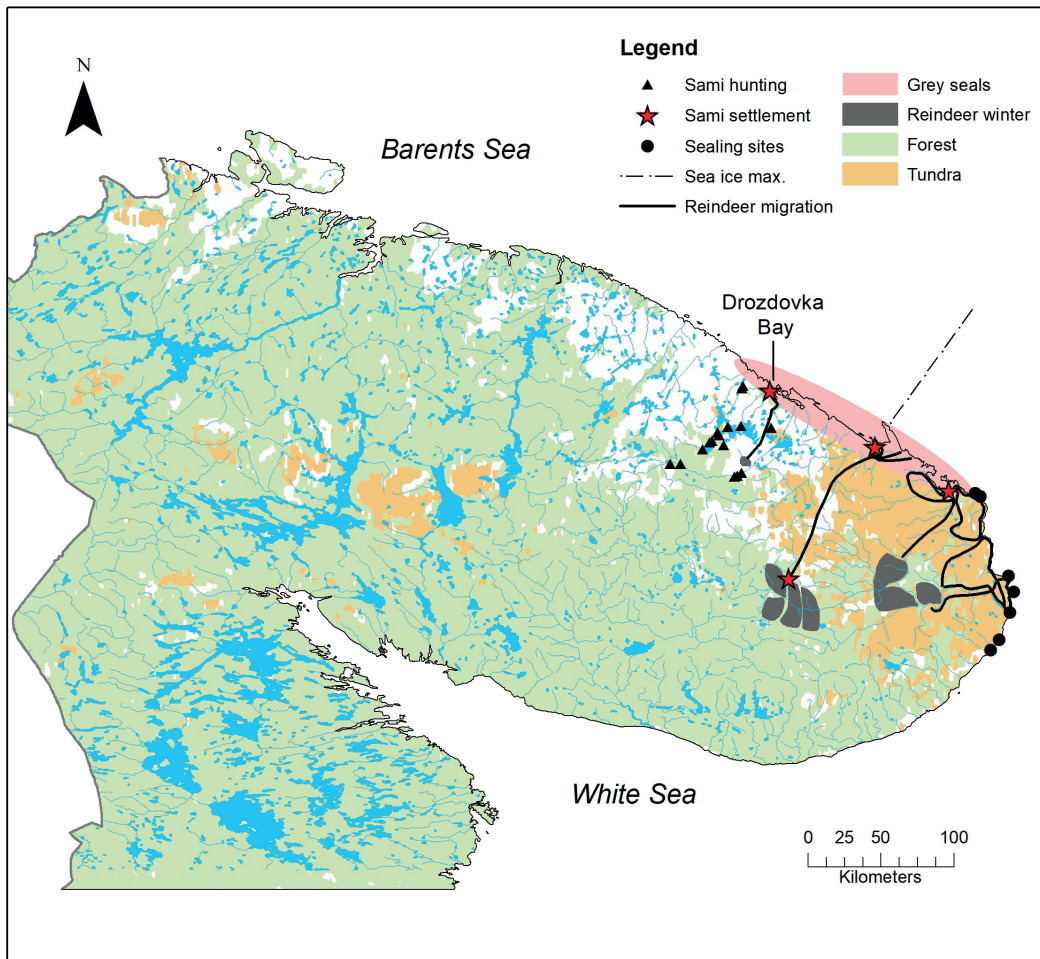 Legend
N
Sami hunting
Sami settlement
Sealing sites
Sea ice max.
Reindeer migration
Grey seals
Reindeer winter
Forest
Tundra
Barents Sea
Drozdovka
Bay
White Sea
0 25 50 100
Kilometers